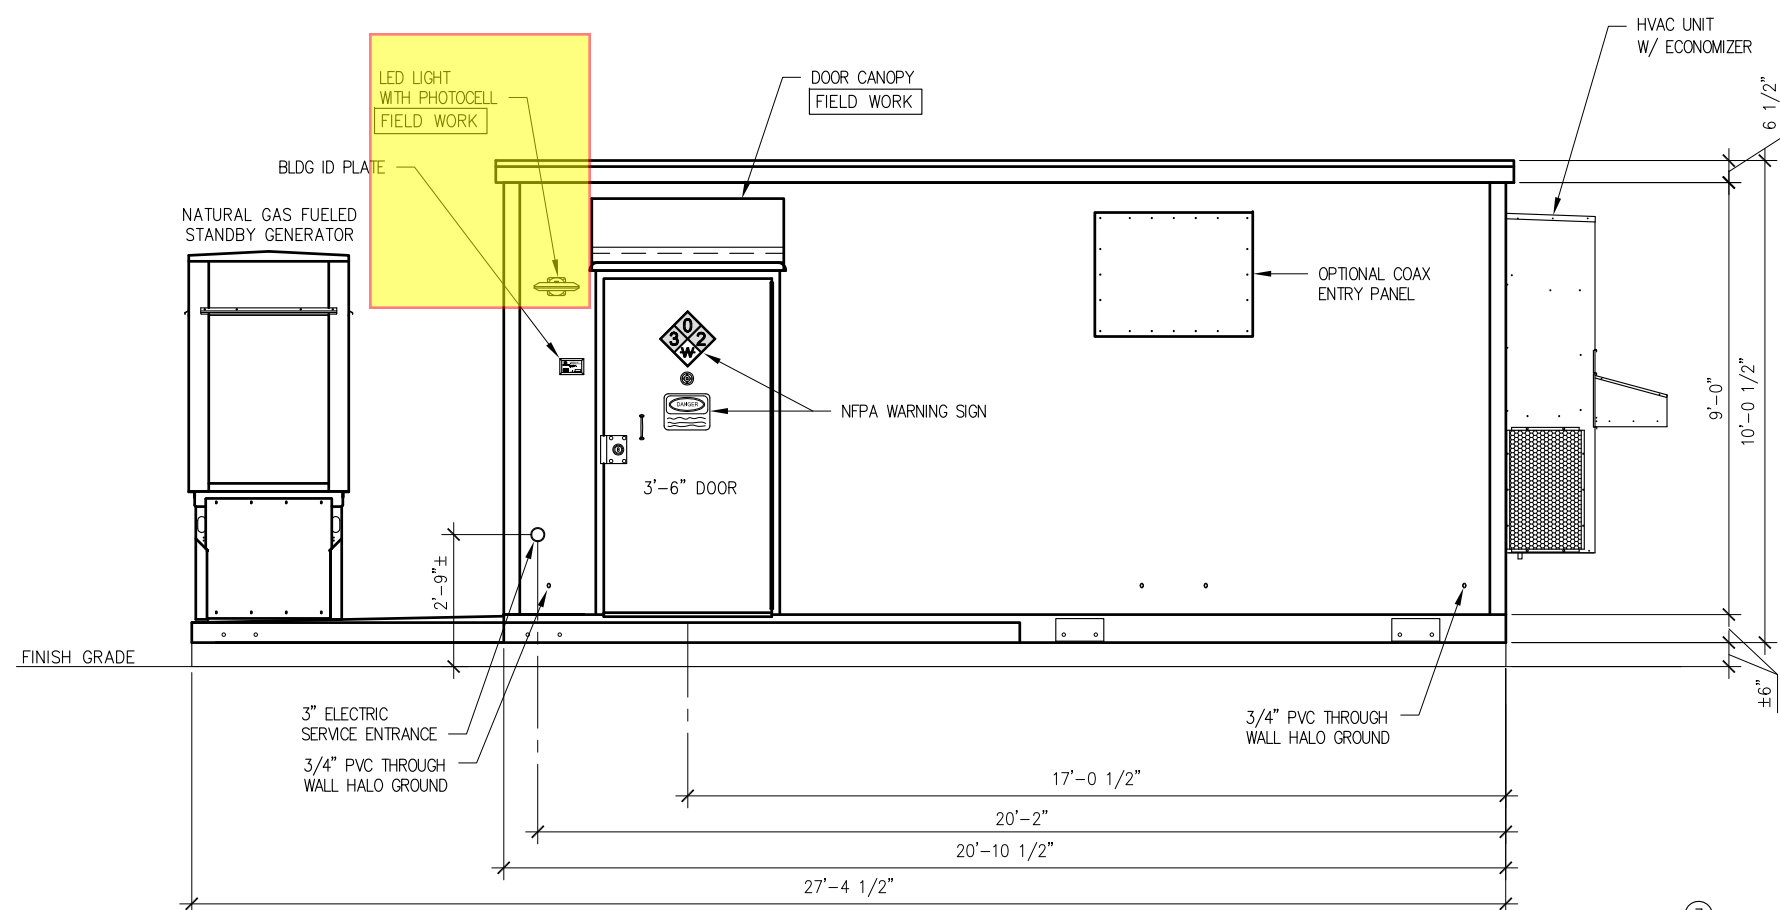 HVAC UNIT
W/ ECONOMIZER
LED LIGHT
WITH PHOTOCELL
FIELD WORK
DOOR CANOPY
FIELD WORK
6 1/2"
BLDG ID PLATE
NATURAL GAS FUELED
STANDBY GENERATOR
OPTIONAL COAX
ENTRY PANEL
0
3 2
W
DANGER
NFPA WARNING SIGN
9'-0"
10'-0 1/2"
3'-6" DOOR
2'-9"±
FINISH GRADE
±6"
3" ELECTRIC
SERVICE ENTRANCE
3/4" PVC THROUGH
WALL HALO GROUND
3/4" PVC THROUGH
WALL HALO GROUND
17'-0 1/2"
20'-2"
20'-10 1/2"
27'-4 1/2"